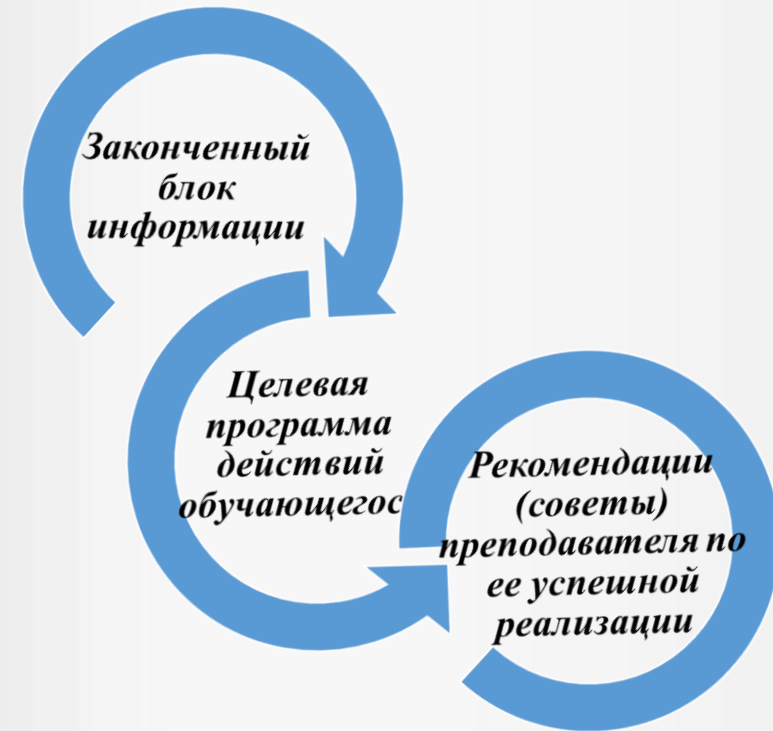 Законченный
блок
информации
Целевая
программа
действий
обучающегос
Рекомендации
(советы)
преподавателя по
ее успешной
реализации